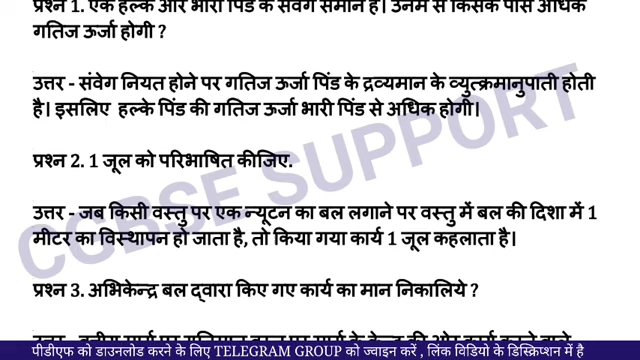 प्रश्न 1. एक हल्के और भारी पिंड के संवेग समान है। उनमें से किसके पास अधिक
गतिज ऊर्जा होगी ?
उत्तर - संवेग नियत होने पर गतिज ऊर्जा पिंड के द्रव्यमान के व्युत्क्रमानुपाती होती
है। इसलिए हल्के पिंड की गतिज ऊर्जा भारी पिंड से अधिक होगी।
प्रश्न 2. 1 जूल को परिभाषित कीजिए.
उत्तर - जब किसी वस्तु पर एक न्यूटन का बल लगाने पर वस्तु में बल की दिशा में 1
मीटर का विस्थापन हो जाता है, तो किया गया कार्य 1 जूल कहलाता है।
प्रश्न 3. अभिकेन्द्र बल द्वारा किए गए कार्य का मान निकालिये ?
CGBSE SUPPORT
पीडीएफ को डाउनलोड करने के लिए TELEGRAM GROUP को ज्वाइन करें , लिंक विडियो के डिस्क्रिप्शन में है